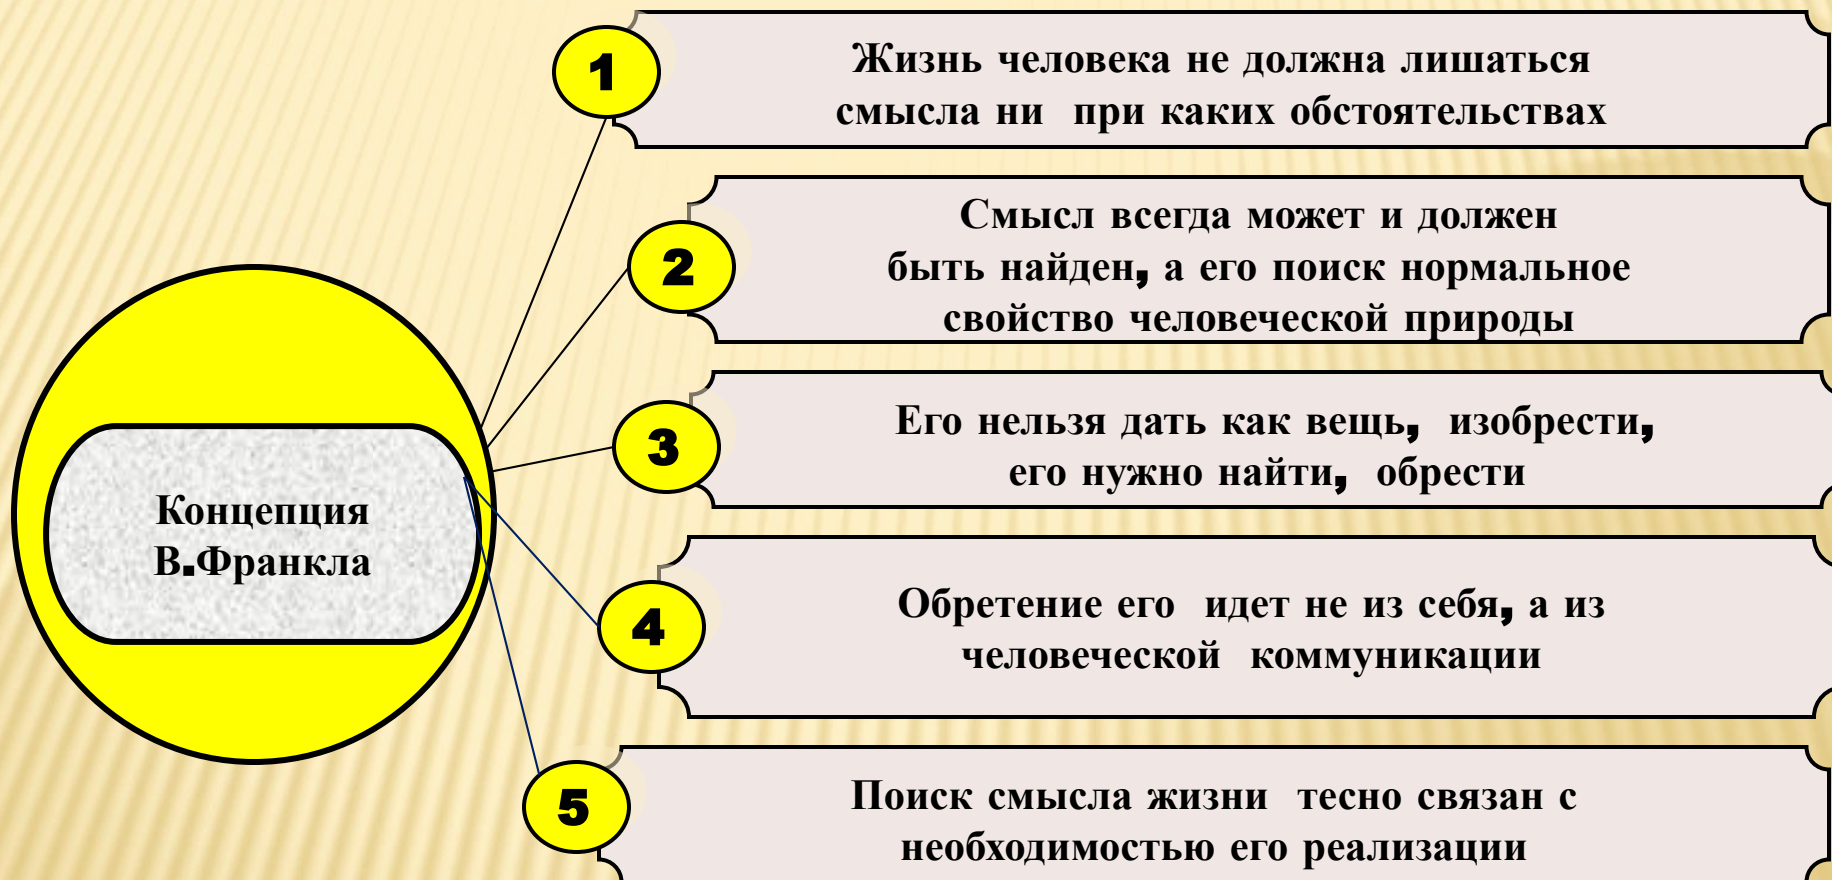 1
Жизнь человека не должна лишаться
смысла ни при каких обстоятельствах
2
Смысл всегда может и должен
быть найден, а его поиск нормальное
свойство человеческой природы
3
Его нельзя дать как вещь, изобрести,
его нужно найти, обрести
Концепция
В.Франкла
4
Обретение его идет не из себя, а из
человеческой коммуникации
5
Поиск смысла жизни тесно связан с
необходимостью его реализации